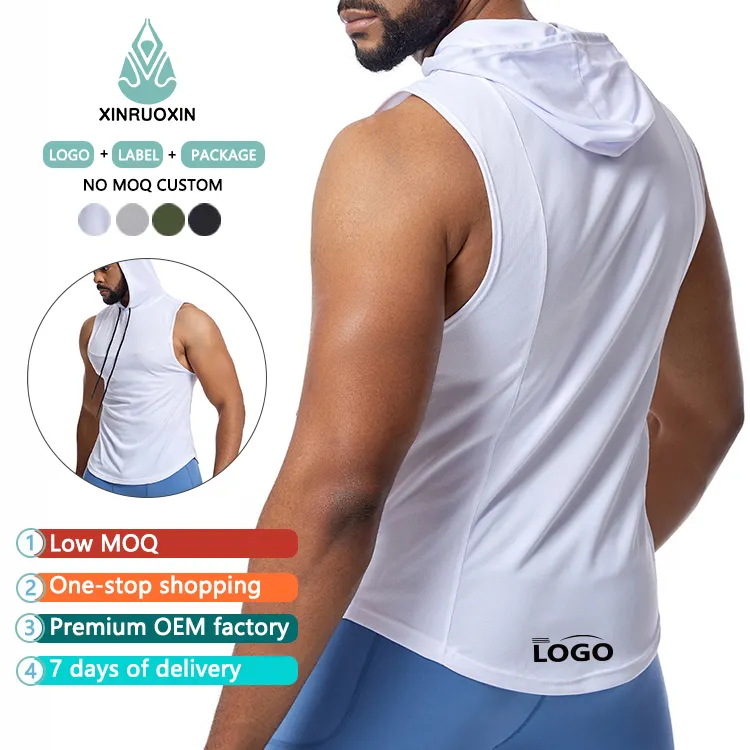 XINRUOXIN
LOGO + LABEL + PACKAGE
NO MOQ CUSTOM
1 Low MOQ
2 One-stop shopping
3 Premium OEM factory
4 7 days of delivery
LOGO